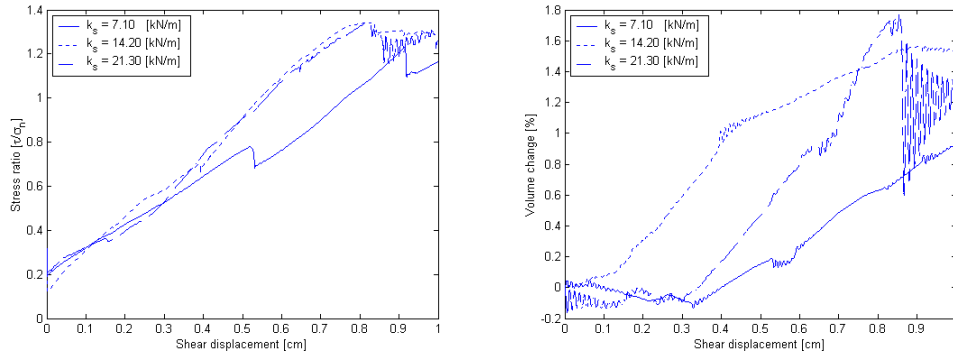 1.4
1.2
1
0.8
0.6
0.4
0.2
0
Stress ratio [τ/σn]
ks = 7.10 [kN/m]
ks = 14.20 [kN/m]
ks = 21.30 [kN/m]
0 0.1 0.2 0.3 0.4 0.5 0.6 0.7 0.8 0.9 1
Shear displacement [cm]
1.8
1.6
1.4
1.2
1
0.8
0.6
0.4
0.2
0
-0.2
Volume change [%]
ks = 7.10 [kN/m]
ks = 14.20 [kN/m]
ks = 21.30 [kN/m]
0 0.1 0.2 0.3 0.4 0.5 0.6 0.7 0.8 0.9
Shear displacement [cm]